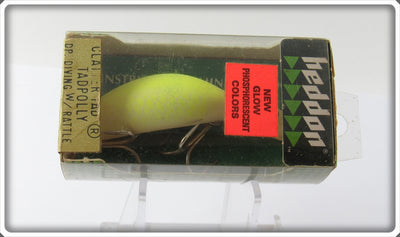 CLATTER TAD ®
TADPOLLY
DP. DIVING W/ RATTLE
NEW
GLOW
PHOSPHORESCENT
COLORS
heddon